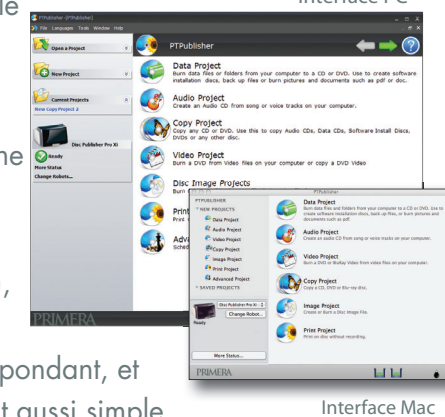 Interface PC
PTPublisher - [PTPublisher]
File Languages Tools Window Help
Open a Project
New Project
Current Projects
New Copy Project 2
Disc Publisher Pro Xi
Ready
More Status
Change Robots...
PRIMERA
PTPublisher
Data Project
Burn data files or folders from your computer to a CD or DVD. Use to create software
installation discs, back up files or burn pictures and documents such as pdf or doc.
Audio Project
Create an Audio CD from song or voice tracks on your computer.
Copy Project
Copy any CD or DVD. Use this to copy Audio CDs, Data CDs, Software Install Discs,
DVDs or any other disc.
Video Project
Burn a DVD from Video files on your computer or copy a DVD Video
Disc Image Projects
Burn
Print
Print
Adva
Sched
PTPublisher
PTPUBLISHER
NEW PROJECTS
Data Project
Audio Project
Video Project
Copy Project
Image Project
Print Project
Advanced Project
SAVED PROJECTS
Disc Publisher Pro Xi - 2
Change Robot...
Ready
More Status...
PRIMERA
Data Project
Burn data files and folders from your computer to a CD or DVD. Use to
create software installation discs, back up files, or burn pictures and
documents such as pdf.
Audio Project
Create an audio CD from song or voice tracks on your computer.
Video Project
Burn a DVD or BluRay Video from video files on your computer.
Copy Project
Copy a CD, DVD or Blu-ray disc.
Image Project
Create or Burn a Disc Image File.
Print Project
Print on disc without recording.
pondant, et
t aussi simple
Interface Mac